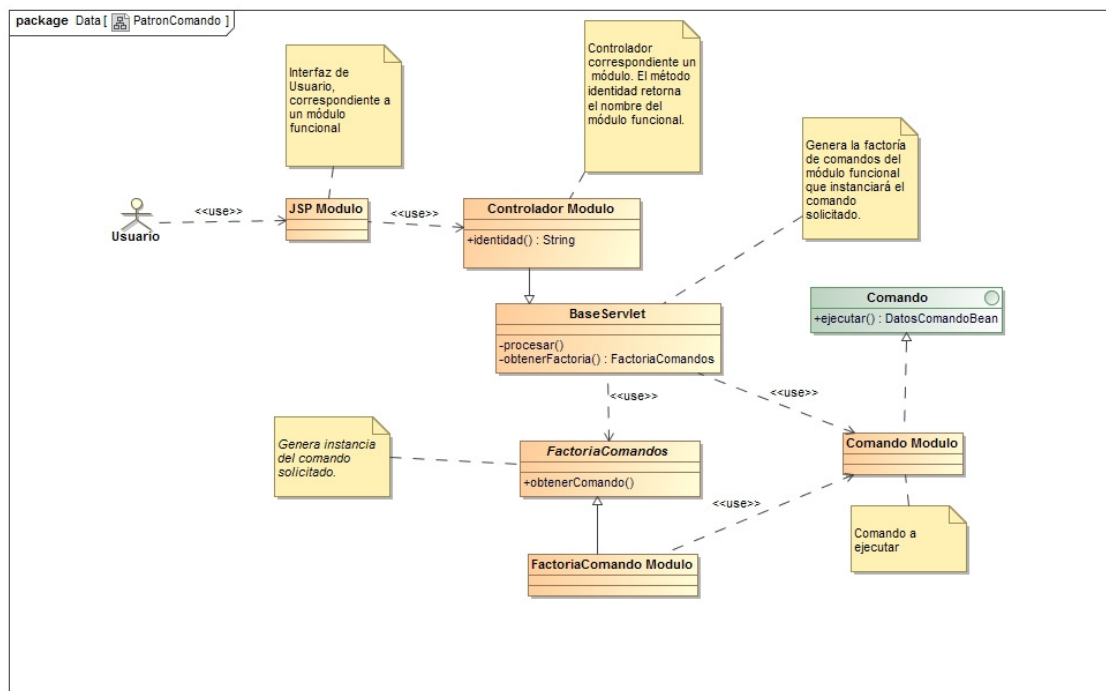 package Data [ PatronComando ]
Interfaz de
Usuario,
correspondiente a
un módulo
funcional
Controlador
correspondiente un
módulo. El método
identidad retorna
el nombre del
módulo funcional.
Genera la factoría
de comandos del
módulo funcional
que instanciará el
comando
solicitado.
Usuario
<<use>>
JSP Modulo
<<use>>
Controlador Modulo
+identidad() : String
BaseServlet
-procesar()
-obtenerFactoria() : FactoriaComandos
Comando
+ejecutar() : DatosComandoBean
<<use>>
<<use>>
Genera instancia
del comando
solicitado.
FactoriaComandos
+obtenerComando()
Comando Modulo
<<use>>
Comando a
ejecutar
FactoriaComando Modulo